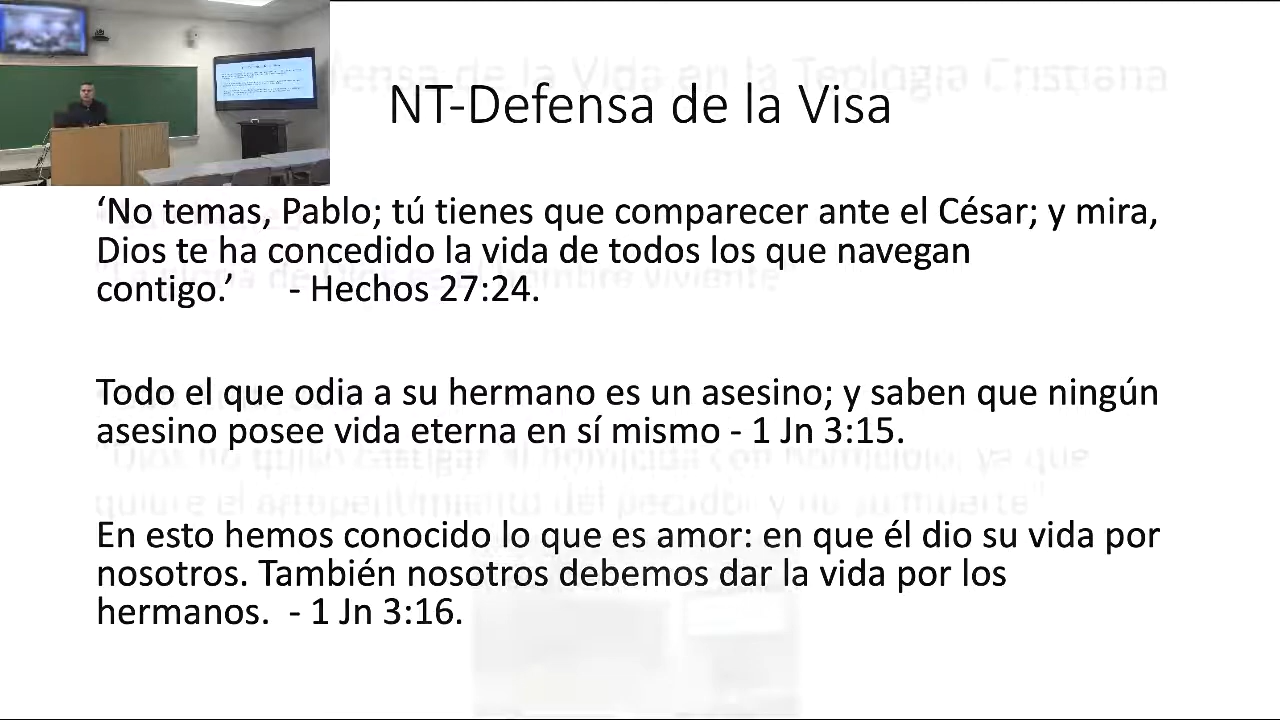 NT-Defensa de la Visa
‘No temas, Pablo; tú tienes que comparecer ante el César; y mira,
Dios te ha concedido la vida de todos los que navegan
contigo.’ - Hechos 27:24.
Todo el que odia a su hermano es un asesino; y saben que ningún
asesino posee vida eterna en sí mismo - 1 Jn 3:15.
En esto hemos conocido lo que es amor: en que él dio su vida por
nosotros. También nosotros debemos dar la vida por los
hermanos. - 1 Jn 3:16.